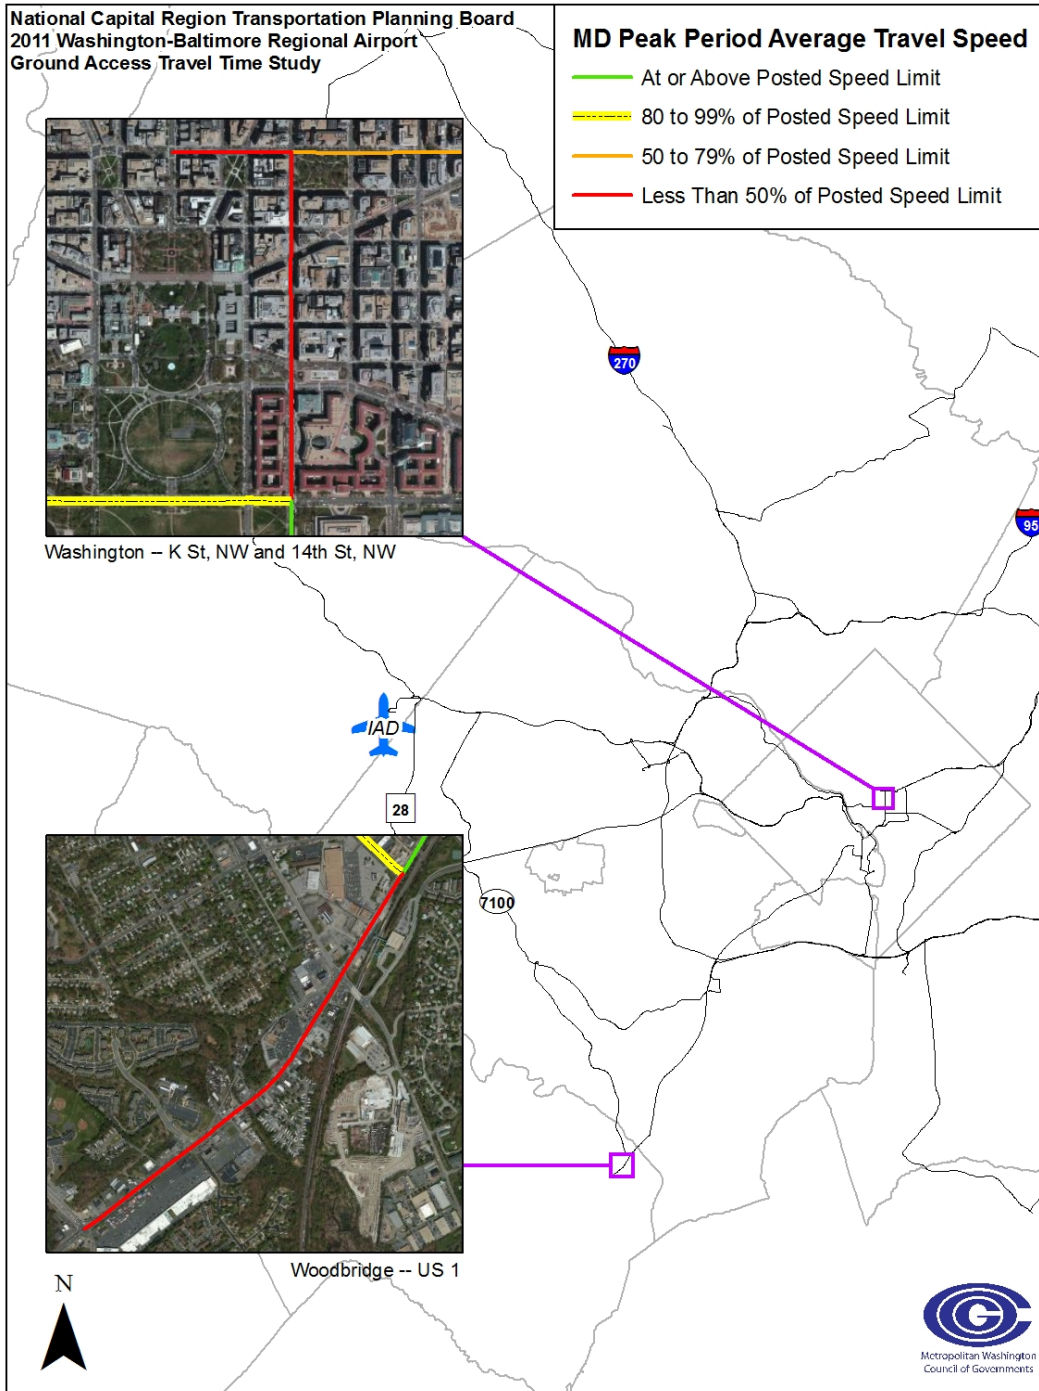 National Capital Region Transportation Planning Board
2011 Washington-Baltimore Regional Airport
Ground Access Travel Time Study
MD Peak Period Average Travel Speed
At or Above Posted Speed Limit
80 to 99% of Posted Speed Limit
50 to 79% of Posted Speed Limit
Less Than 50% of Posted Speed Limit
270
95
Washington -- K St, NW and 14th St, NW
IAD
28
7100
Woodbridge -- US 1
N
COG
Metropolitan Washington
Council of Governments